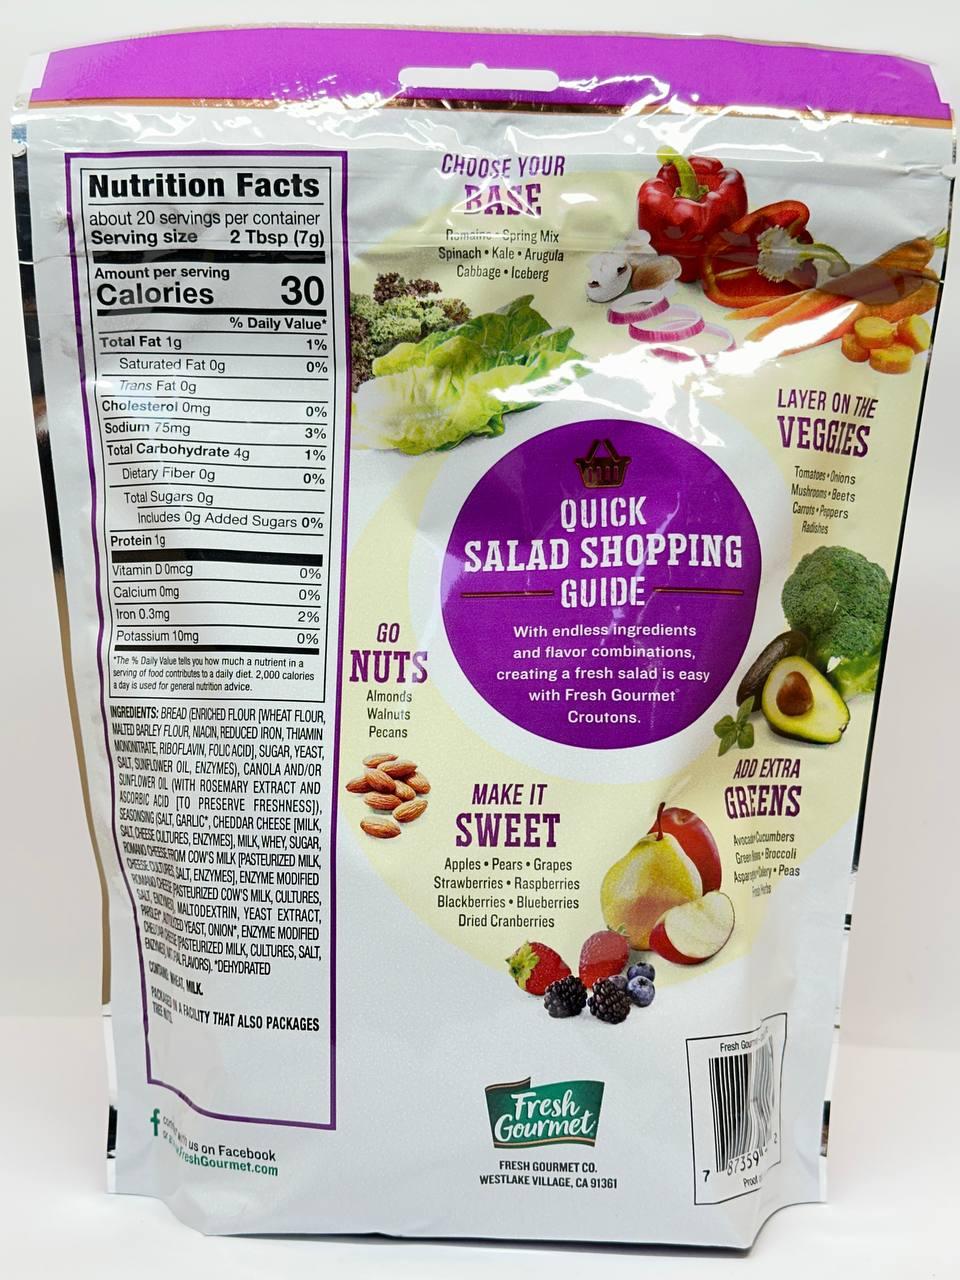 Nutrition Facts
about 20 servings per container
Serving size 2 Tbsp (7g)
Amount per serving
Calories 30
% Daily Value*
Total Fat 1g 1%
Saturated Fat 0g 0%
Trans Fat 0g
Cholesterol 0mg 0%
Sodium 75mg 3%
Total Carbohydrate 4g 1%
Dietary Fiber 0g 0%
Total Sugars 0g
Includes 0g Added Sugars 0%
Protein 1g
Vitamin D 0mcg 0%
Calcium 0mg 0%
Iron 0.3mg 2%
Potassium 10mg 0%
*The % Daily Value tells you how much a nutrient in a
serving of food contributes to a daily diet. 2,000 calories
a day is used for general nutrition advice.
INGREDIENTS: BREAD (ENRICHED FLOUR [WHEAT FLOUR,
MALTED BARLEY FLOUR, NIACIN, REDUCED IRON, THIAMIN
MONONITRATE, RIBOFLAVIN, FOLIC ACID], SUGAR, YEAST,
SALT, SUNFLOWER OIL, ENZYMES), CANOLA AND/OR
SUNFLOWER OIL (WITH ROSEMARY EXTRACT AND
ASCORBIC ACID [TO PRESERVE FRESHNESS]),
SEASONING (SALT, GARLIC*, CHEDDAR CHEESE [MILK,
SALT, CHEESE CULTURES, ENZYMES], MILK, WHEY, SUGAR,
ROMANO CHEESE FROM COW'S MILK [PASTEURIZED MILK,
CHEESE CULTURES, SALT, ENZYMES], ENZYME MODIFIED
ROMANO CHEESE [PASTEURIZED COW'S MILK, CULTURES,
SALT, ENZYMES], MALTODEXTRIN, YEAST EXTRACT,
PARSLEY*, YEAST, ONION*, ENZYME MODIFIED
CHEESE [PASTEURIZED MILK, CULTURES, SALT,
FLAVORS). *DEHYDRATED
CONTAINS WHEAT, MILK.
PACKAGED IN A FACILITY THAT ALSO PACKAGES
TREE NUTS.
us on Facebook
FreshGourmet.com
CHOOSE YOUR
BASE
Romaine • Spring Mix
Spinach • Kale • Arugula
Cabbage • Iceberg
LAYER ON THE
VEGGIES
Tomatoes • Onions
Mushrooms • Beets
Carrots • Peppers
Radishes
QUICK
SALAD SHOPPING
GUIDE
With endless ingredients
and flavor combinations,
creating a fresh salad is easy
with Fresh Gourmet®
Croutons.
GO
NUTS
Almonds
Walnuts
Pecans
ADD EXTRA
GREENS
Avocado • Cucumbers
Green • Broccoli
• Celery • Peas
Fresh Herbs
MAKE IT
SWEET
Apples • Pears • Grapes
Strawberries • Raspberries
Blackberries • Blueberries
Dried Cranberries
Fresh
Gourmet
FRESH GOURMET CO.
WESTLAKE VILLAGE, CA 91361
Fresh
7 87359 2